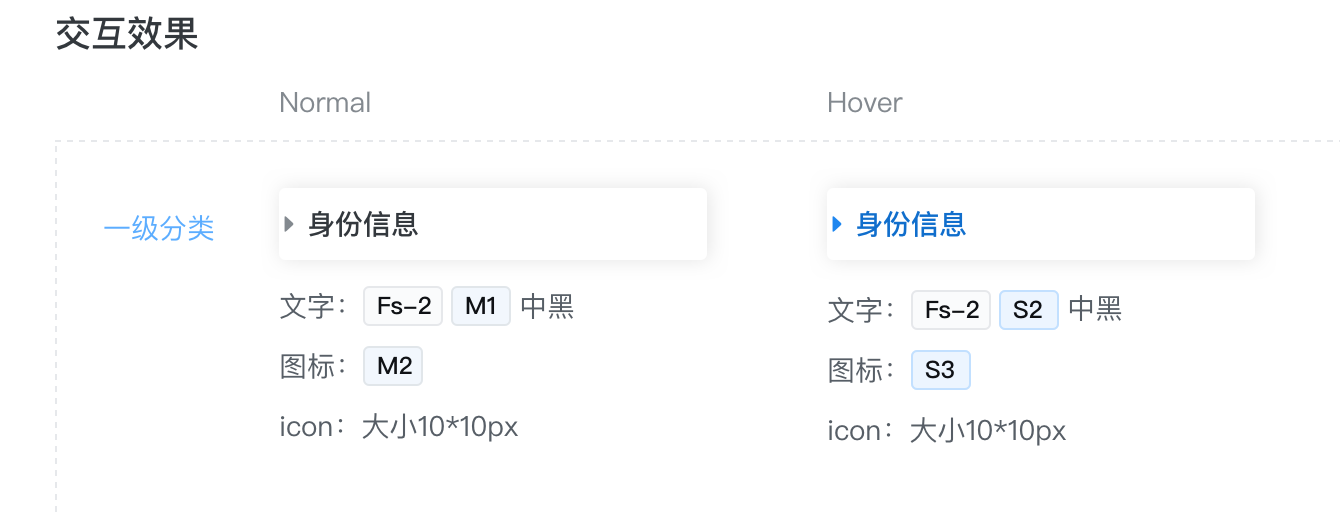 交互效果
Normal Hover
一级分类 身份信息 身份信息
文字： Fs-2 M1 中黑 文字： Fs-2 S2 中黑
图标： M2 图标： S3
icon：大小10*10px icon：大小10*10px